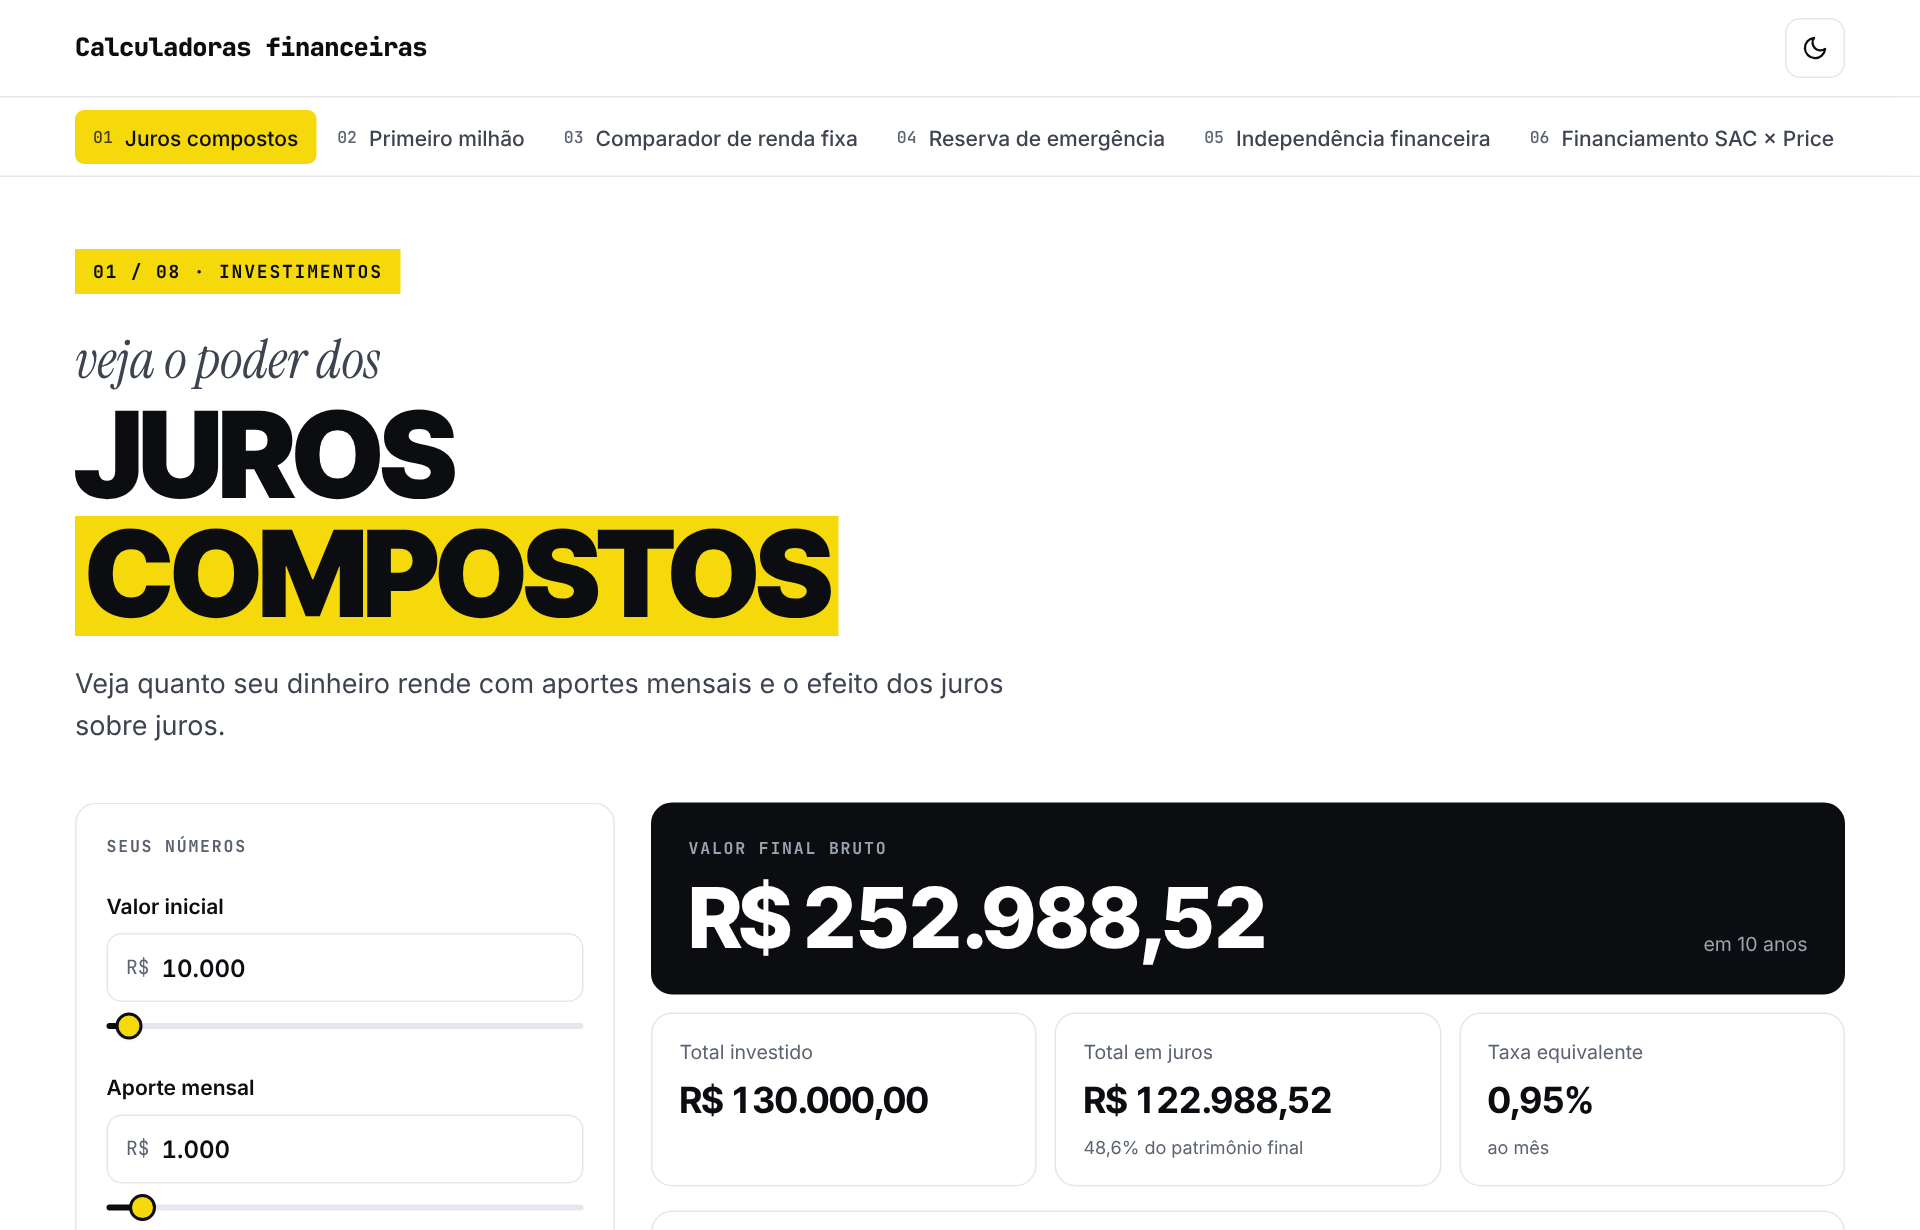 Calculadoras financeiras
01 Juros compostos 02 Primeiro milhão 03 Comparador de renda fixa 04 Reserva de emergência 05 Independência financeira 06 Financiamento SAC × Price
01 / 08 · INVESTIMENTOS
veja o poder dos
JUROS
COMPOSTOS
Veja quanto seu dinheiro rende com aportes mensais e o efeito dos juros
sobre juros.
SEUS NÚMEROS
Valor inicial
R$ 10.000
Aporte mensal
R$ 1.000
VALOR FINAL BRUTO
R$ 252.988,52
em 10 anos
Total investido
R$ 130.000,00
Total em juros
R$ 122.988,52
48,6% do patrimônio final
Taxa equivalente
0,95%
ao mês